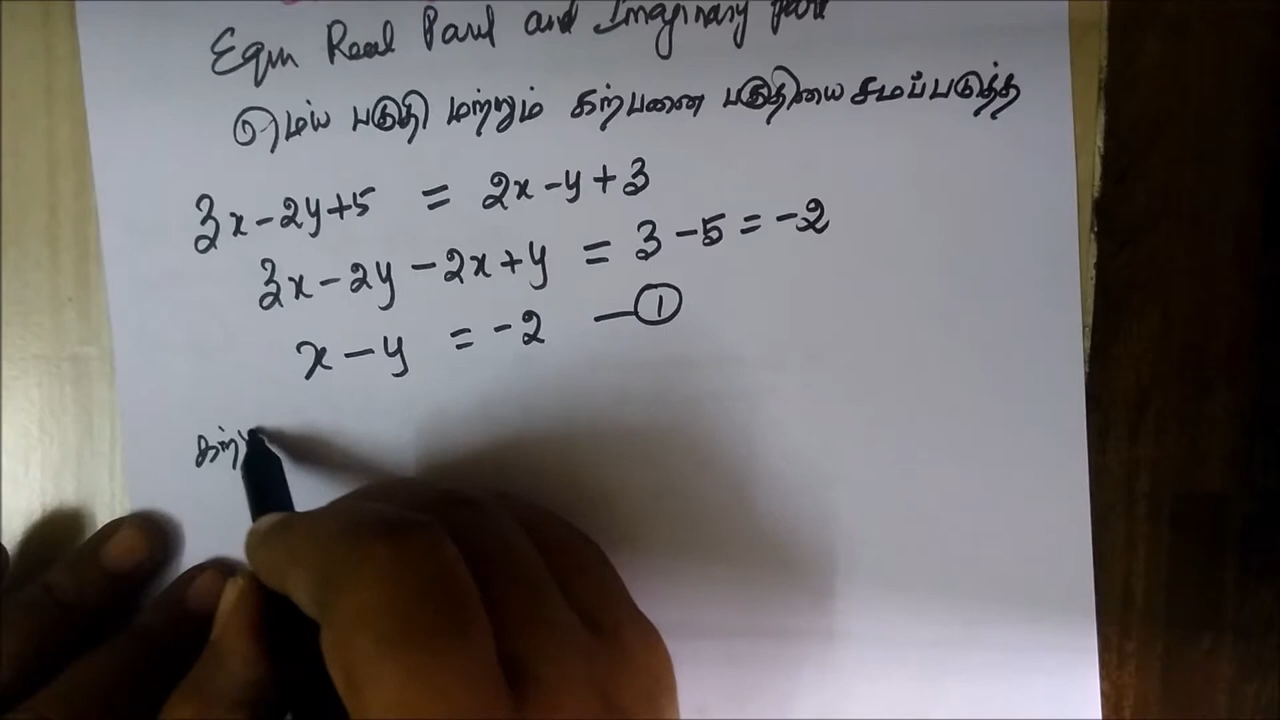 Equ Real Part and Imaginary Part
மெய் பகுதி மற்றும் கற்பனை பகுதியை சமப்படுத்த
3x-2y+5 = 2x-y+3
3x-2y-2x+y = 3-5=-2
x-y = -2 —①
கற்